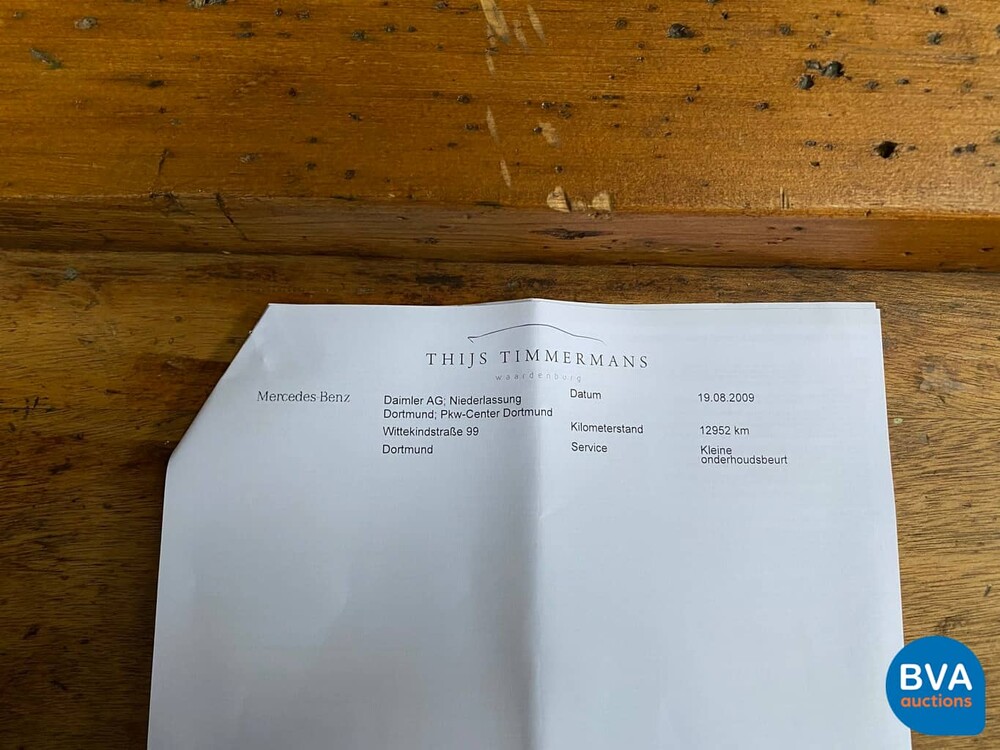 THIJS TIMMERMANS
waardenburg
Mercedes-Benz
Daimler AG; Niederlassung
Dortmund; Pkw-Center Dortmund
Wittekindstraße 99
Dortmund
Datum 19.08.2009
Kilometerstand 12952 km
Service Kleine
onderhoudsbeurt
BVA
auctions